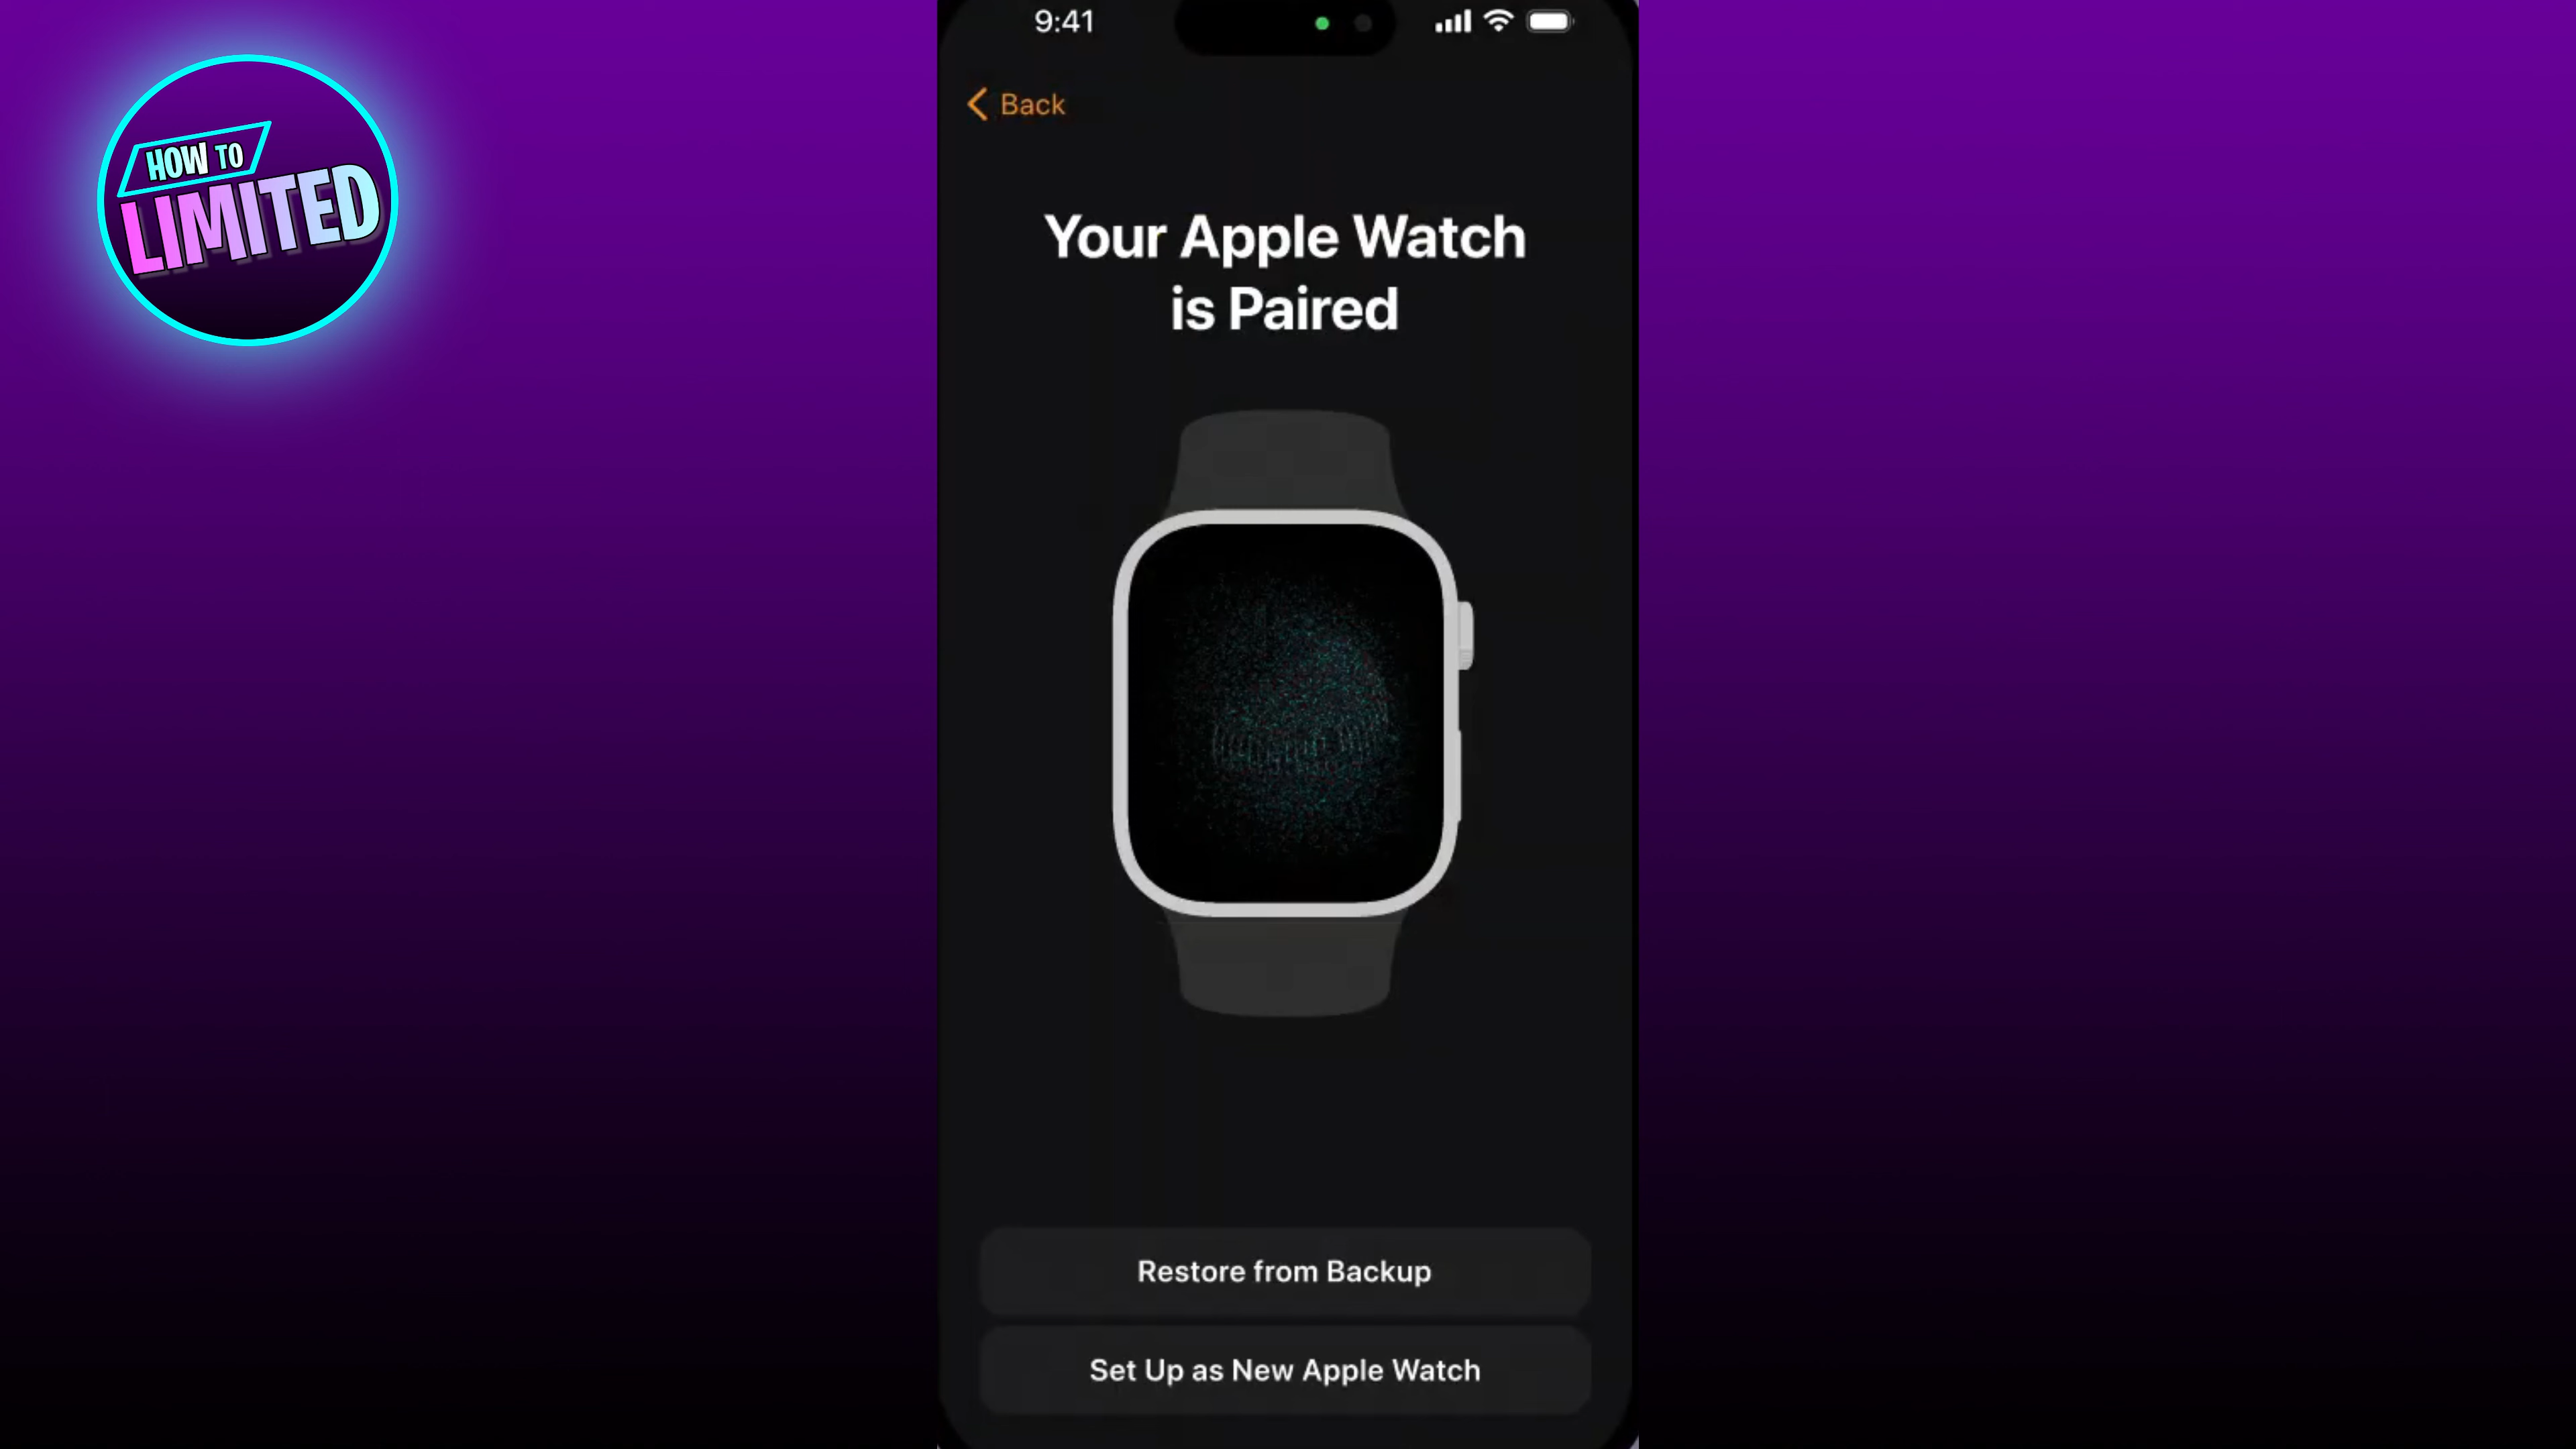 HOW TO
LIMITED
9:41
Back
Your Apple Watch
is Paired
Restore from Backup
Set Up as New Apple Watch